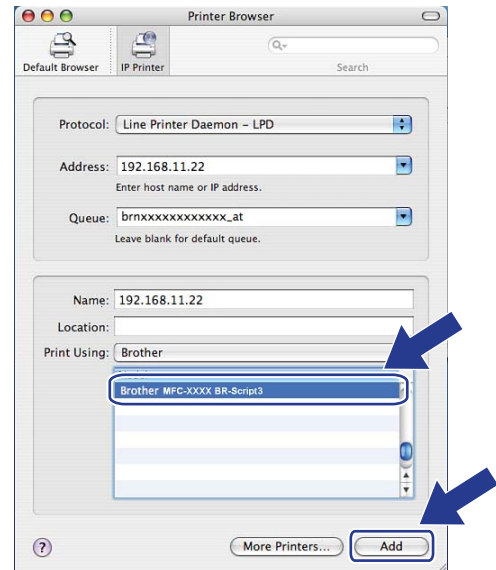 Printer Browser
Default Browser
IP Printer
Q
Search
Protocol: Line Printer Daemon – LPD
Address: 192.168.11.22
Enter host name or IP address.
Queue: brnxxxxxxxxxxxx_at
Leave blank for default queue.
Name: 192.168.11.22
Location:
Print Using: Brother
Brother MFC-XXXX BR-Script3
? More Printers... Add